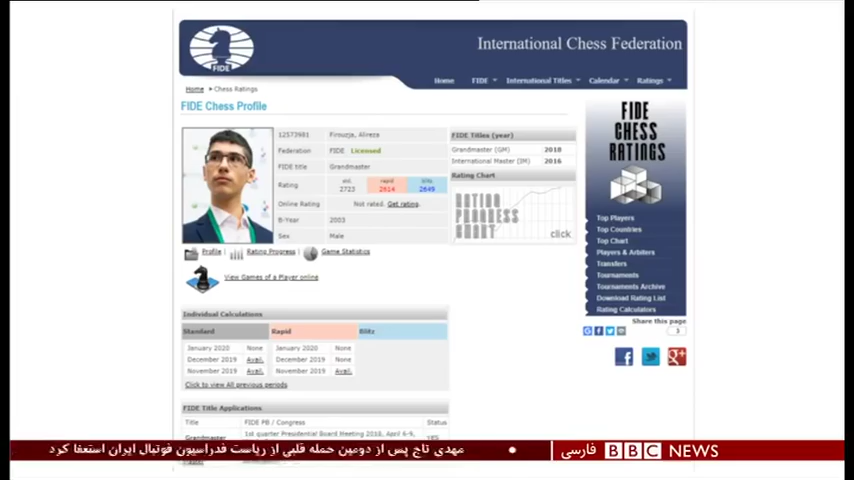 International Chess Federation
FIDE
Home FIDE International Titles Calendar Ratings
Home Chess Ratings
FIDE Chess Profile
12573981 Firouzja, Alireza
Federation FIDE Licensed
FIDE title Grandmaster
Rating std. 2723 rapid 2614 blitz 2649
Online Rating Not rated. Get rating.
B-Year 2003
Sex Male
FIDE Titles (year)
Grandmaster (GM) 2018
International Master (IM) 2016
Rating Chart
RATING PROGRESS CHART
click
Profile Rating Progress Game Statistics
View Games of a Player online
Individual Calculations
Standard Rapid Blitz
January 2020 None January 2020 None
December 2019 Avail. December 2019 None
November 2019 Avail. November 2019 Avail.
Click to view All previous periods
FIDE Title Applications
Title FIDE PB / Congress Status
Grandmaster 1st quarter Presidential Board Meeting 2018, April 6-9, YES
FIDE
CHESS
RATINGS
Top Players
Top Countries
Top Chart
Players & Arbiters
Transfers
Tournaments
Tournaments Archive
Download Rating List
Rating Calculators
Share this page
3
مهدی تاج پس از دومین حمله قلبی از ریاست فدراسیون فوتبال ایران استعفا کرد
فارسی BBC NEWS